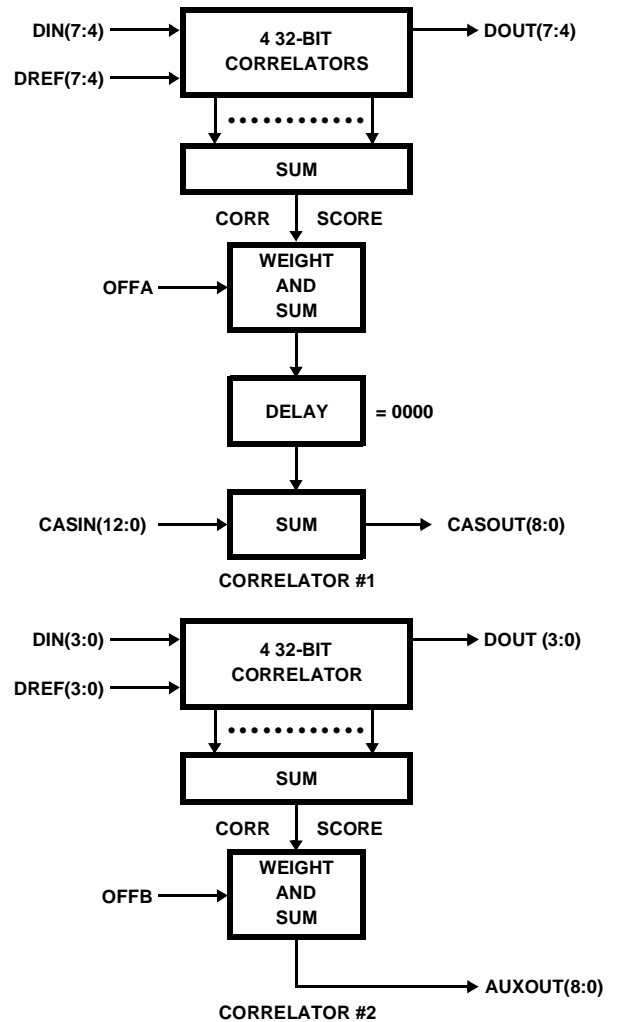 DIN(7:4)
DREF(7:4)
4 32-BIT
CORRELATORS
DOUT(7:4)
SUM
CORR SCORE
OFFA
WEIGHT
AND
SUM
DELAY = 0000
CASIN(12:0) SUM CASOUT(8:0)
CORRELATOR #1
DIN(3:0)
DREF(3:0)
4 32-BIT
CORRELATOR
DOUT (3:0)
SUM
CORR SCORE
OFFB
WEIGHT
AND
SUM
AUXOUT(8:0)
CORRELATOR #2